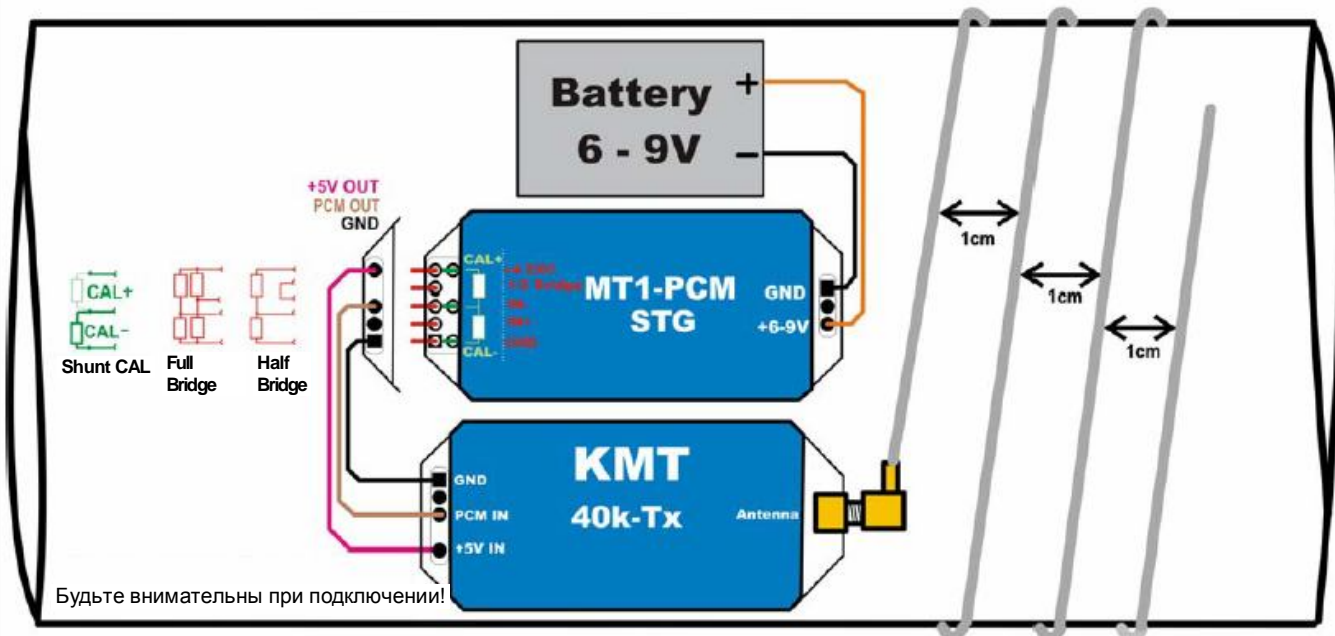 Battery +
6 - 9V −
+5V OUT
PCM OUT
GND
CAL+
CAL-
Shunt CAL
Full
Bridge
Half
Bridge
CAL+
CAL-
MT1-PCM
STG
GND
+6-9V
1cm
1cm
1cm
KMT
40k-Tx
GND
PCM IN
+5V IN
Antenna
Будьте внимательны при подключении!